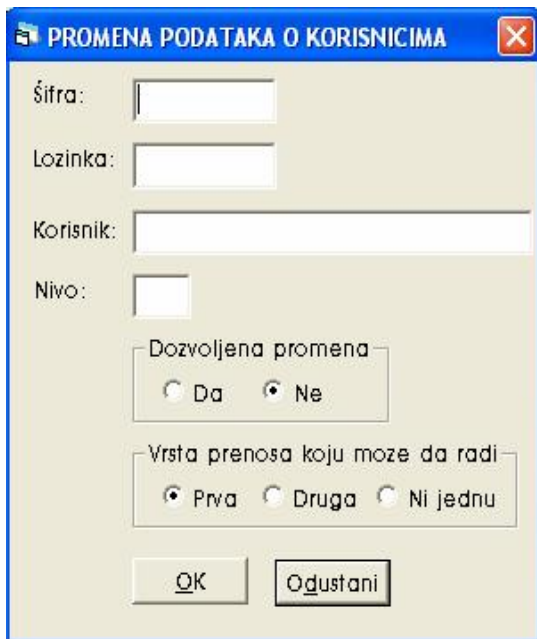 PROMENA PODATAKA O KORISNICIMA
Šifra:
Lozinka:
Korisnik:
Nivo:
Dozvoljena promena
Da Ne
Vrsta prenosa koju moze da radi
Prva Druga Ni jednu
OK Odustani